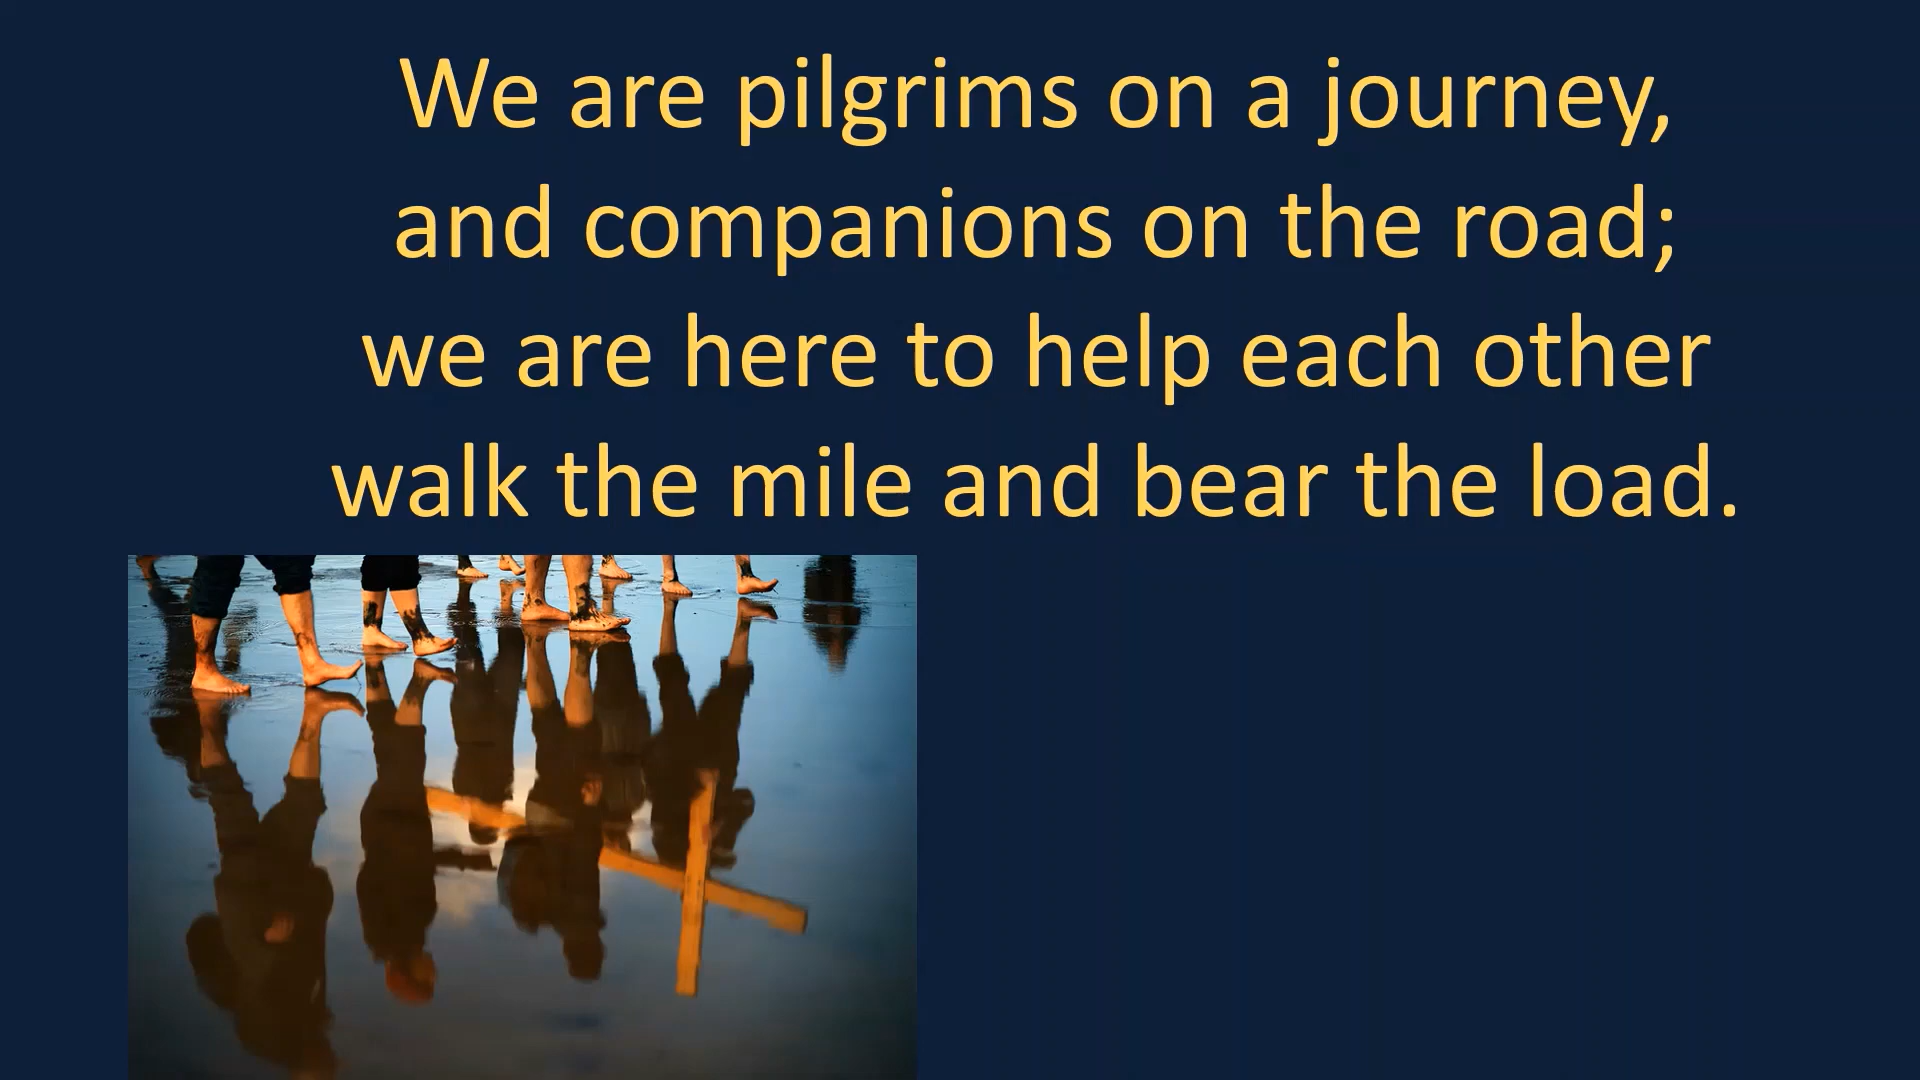 We are pilgrims on a journey,
and companions on the road;
we are here to help each other
walk the mile and bear the load.